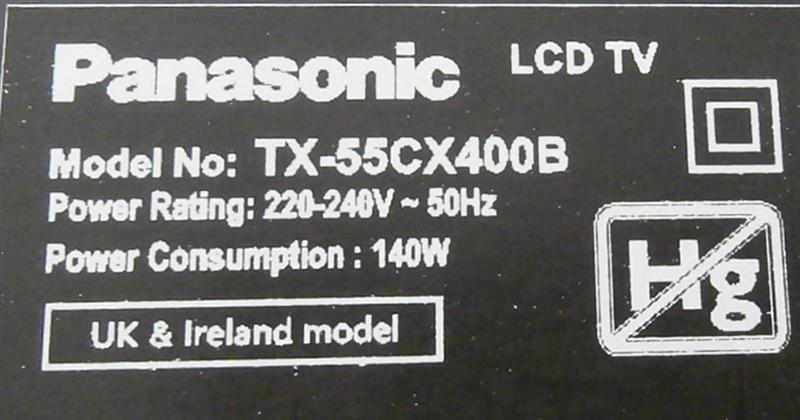 Panasonic LCD TV
Model No: TX-55CX400B
Power Rating: 220-240V ~ 50Hz
Power Consumption : 140W
Hg
UK & Ireland model